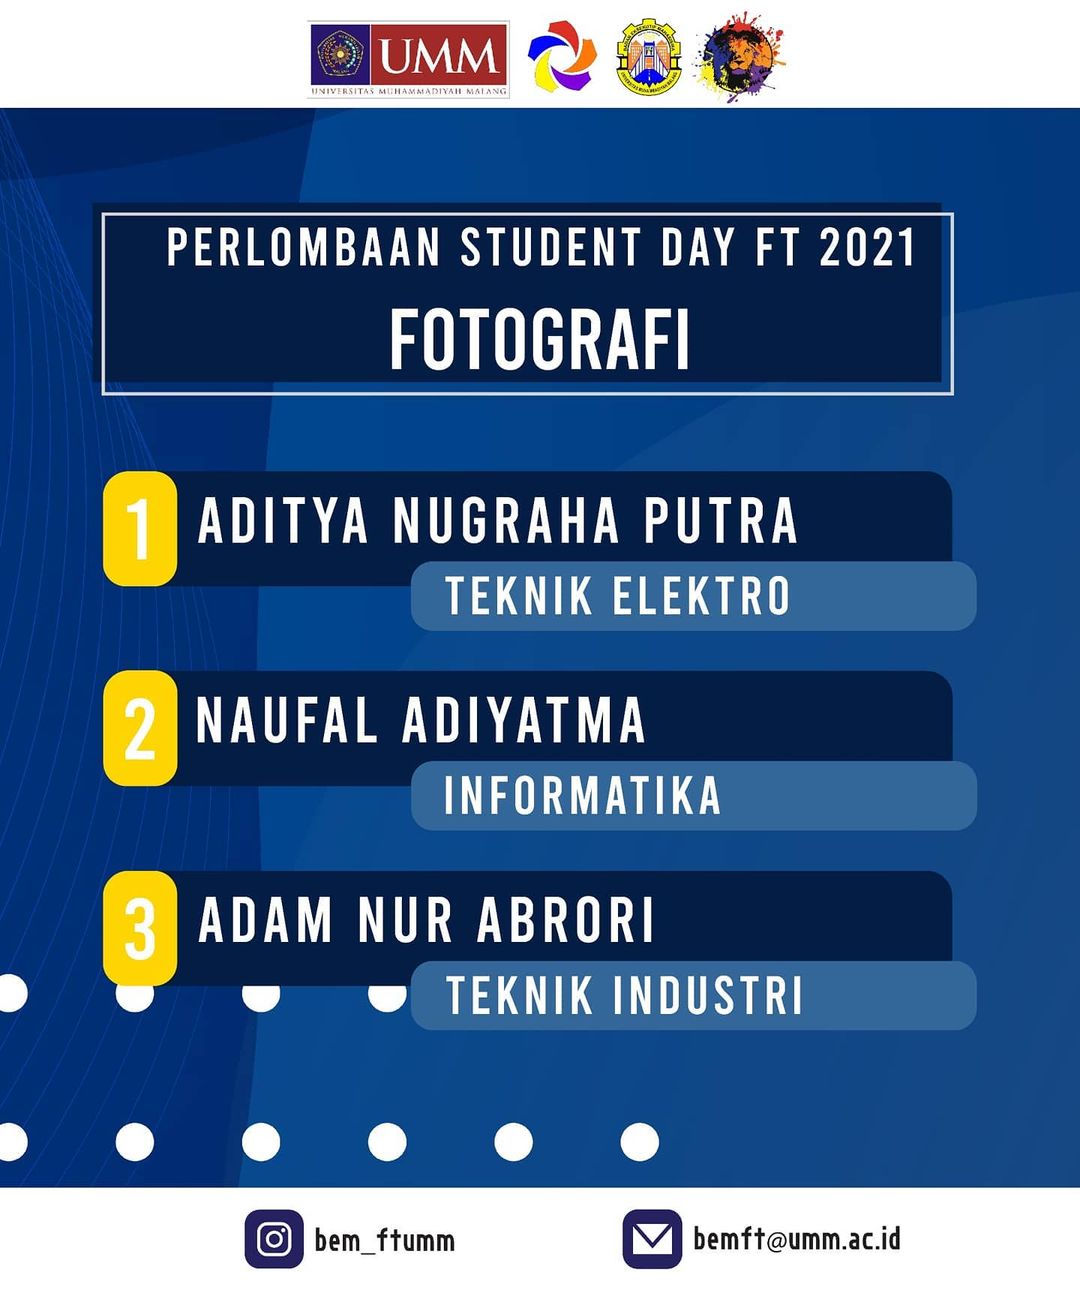 UMM
UNIVERSITAS MUHAMMADIYAH MALANG
PERLOMBAAN STUDENT DAY FT 2021
FOTOGRAFI
1
ADITYA NUGRAHA PUTRA
TEKNIK ELEKTRO
2
NAUFAL ADIYATMA
INFORMATIKA
3
ADAM NUR ABRORI
TEKNIK INDUSTRI
bem_ftumm
bemft@umm.ac.id